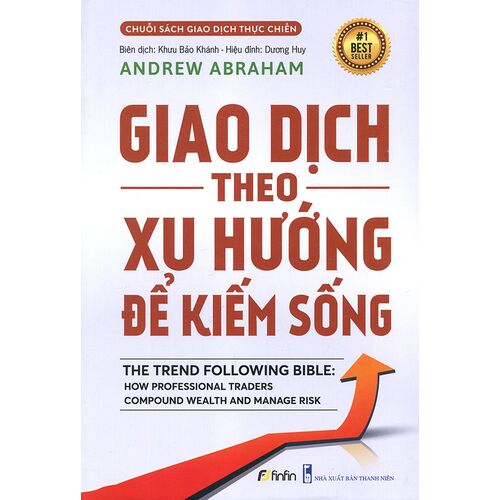 CHUỖI SÁCH GIAO DỊCH THỰC CHIẾN
Biên dịch: Khưu Bảo Khánh - Hiệu đính: Dương Huy
ANDREW ABRAHAM
#1
BEST
SELLER
GIAO DỊCH
THEO
XU HƯỚNG
ĐỂ KIẾM SỐNG
THE TREND FOLLOWING BIBLE:
HOW PROFESSIONAL TRADERS
COMPOUND WEALTH AND MANAGE RISK
finfin
NHÀ XUẤT BẢN THANH NIÊN